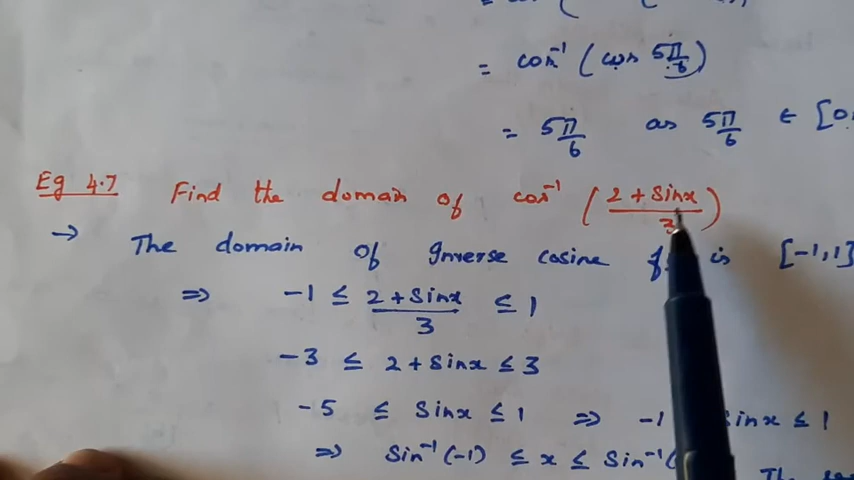 = cos⁻¹ (cos 5π/6)
= 5π/6 as 5π/6 ∈ [0,
Eg 4.7 Find the domain of cos⁻¹ (2 + sinx / 3)
→ The domain of Inverse cosine is [-1,1]
⇒ -1 ≤ 2 + sinx / 3 ≤ 1
-3 ≤ 2 + sinx ≤ 3
-5 ≤ sinx ≤ 1 ⇒ -1 sinx ≤ 1
⇒ sin⁻¹(-1) ≤ x ≤ sin⁻¹(